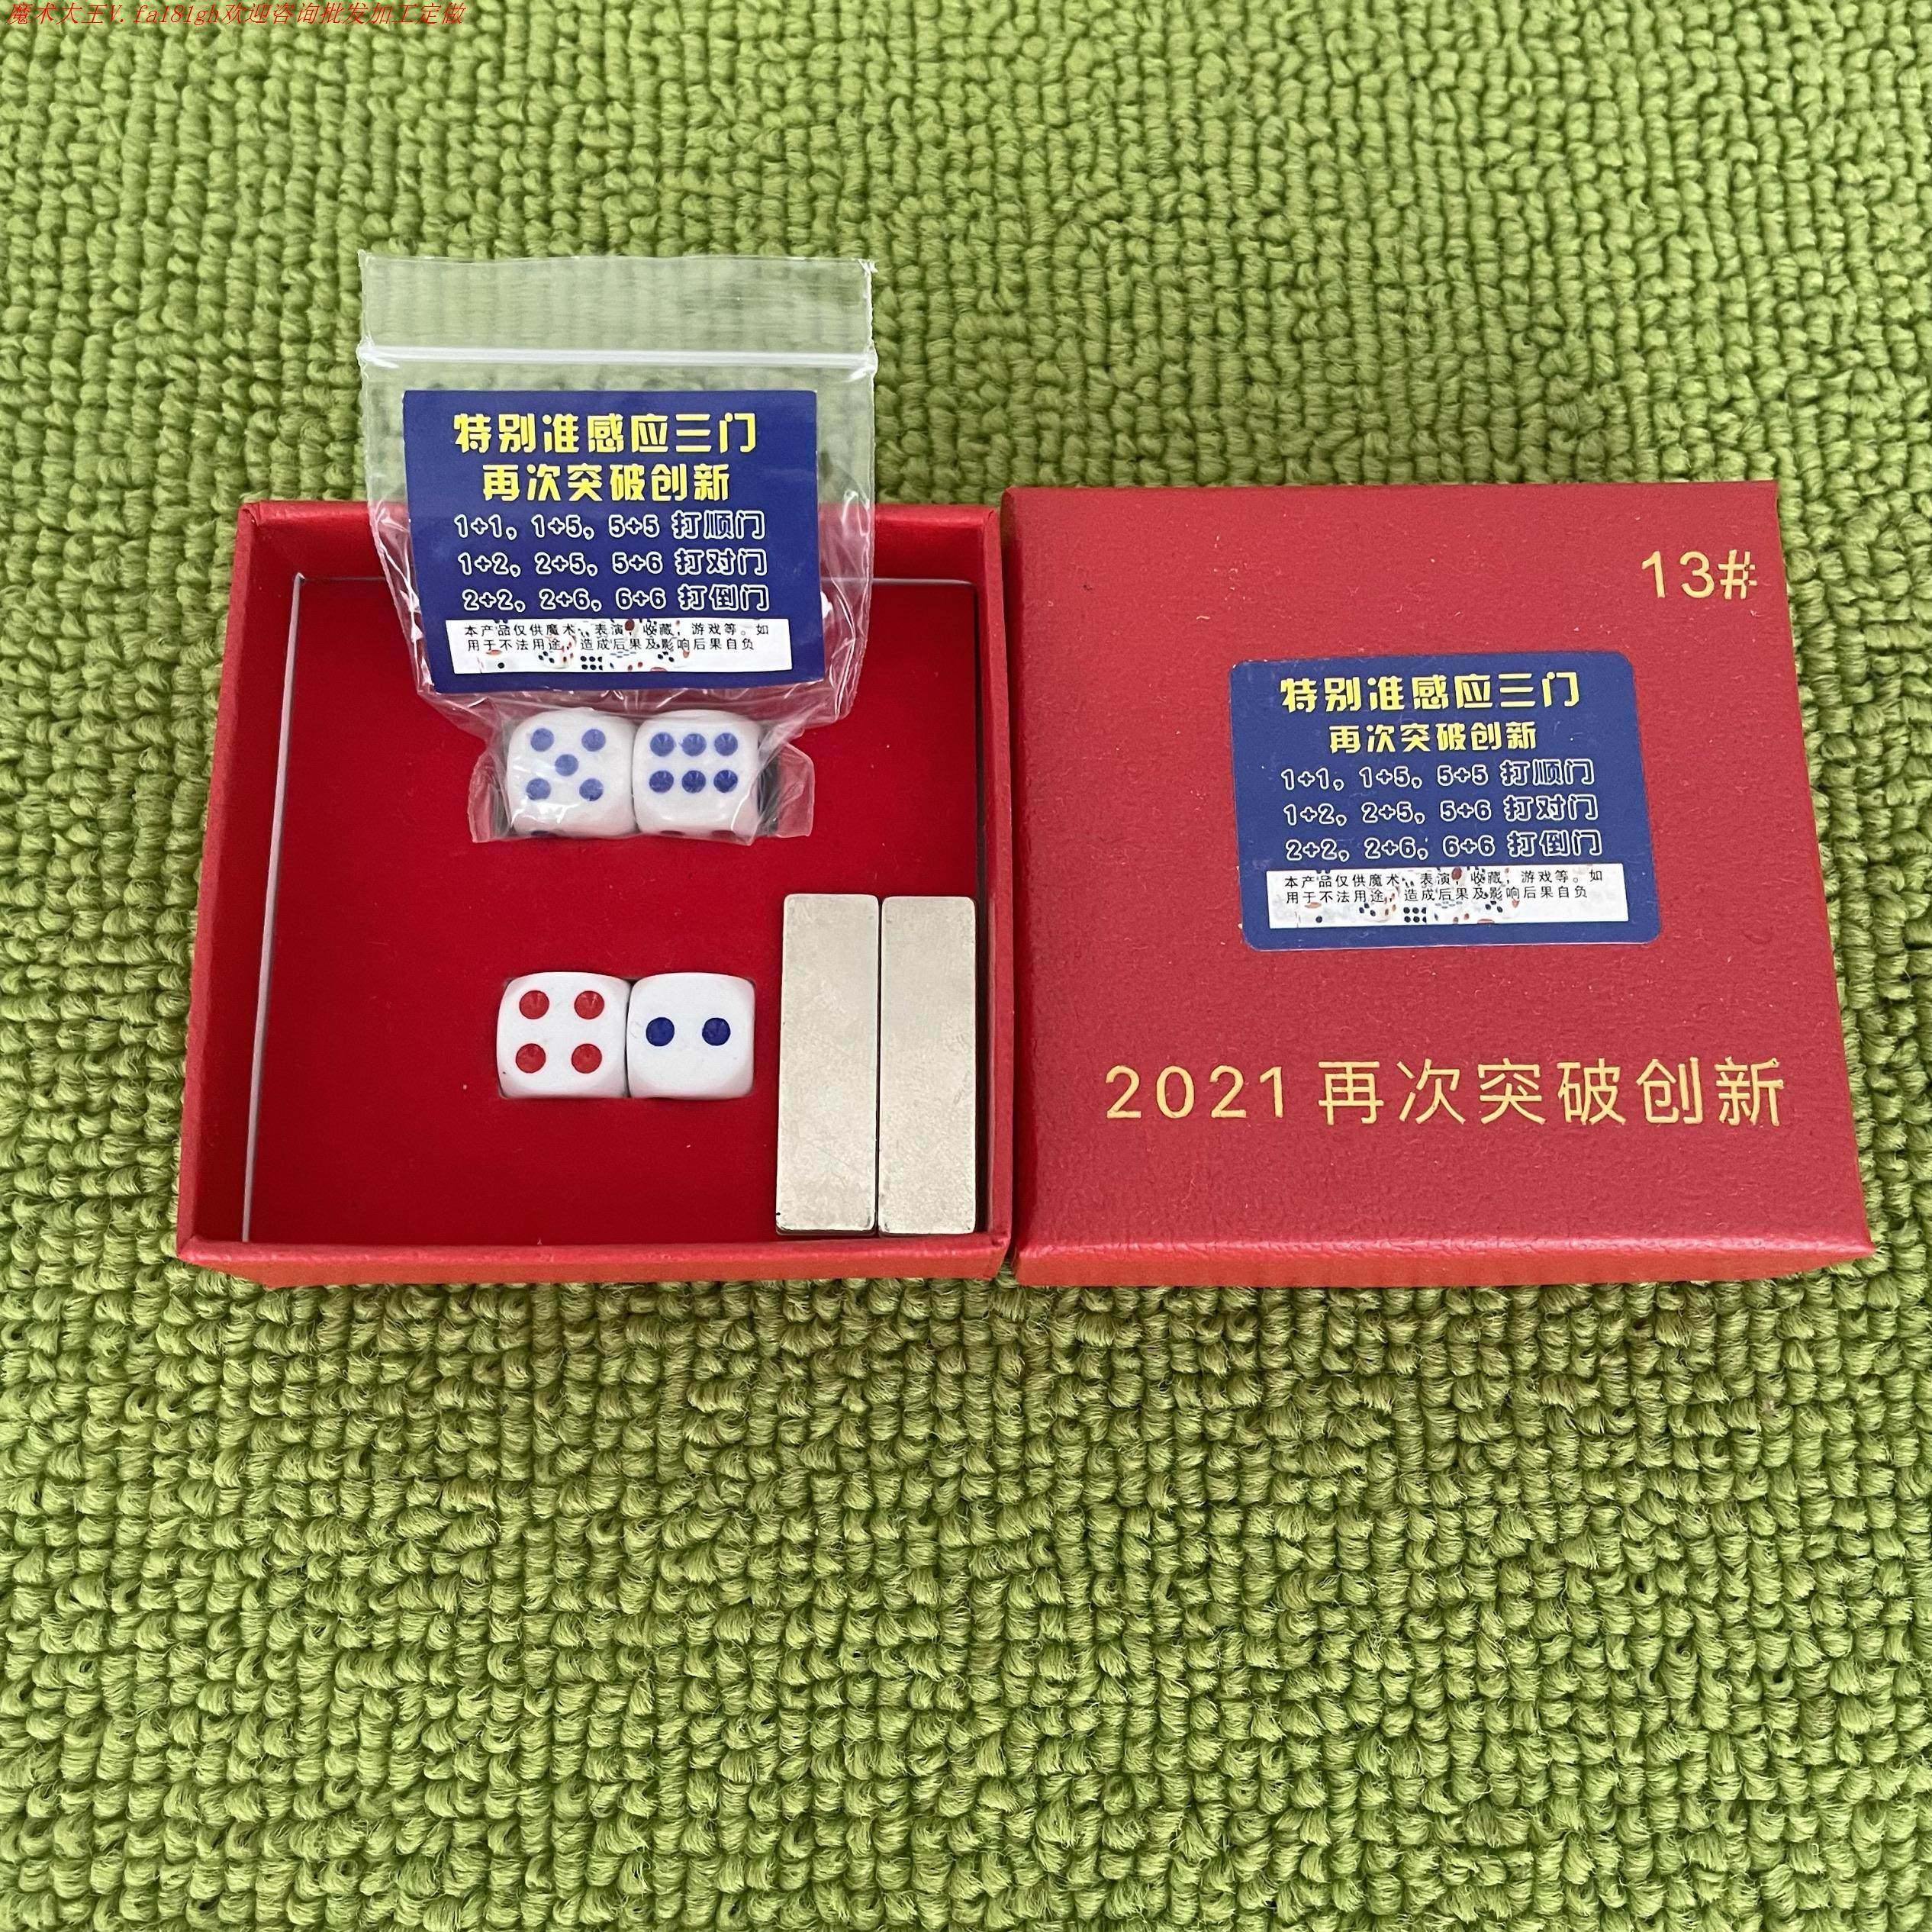 魔术大王V.fa181gh欢迎咨询批发加工定做
特别准感应三门
再次突破创新
1+1, 1+5, 5+5 打顺门
1+2, 2+5, 5+6 打对门
2+2, 2+6, 6+6 打倒门
本产品仅供魔术, 表演, 收藏, 游戏等。如
用于不法用途, 造成后果及影响后果自负
13#
特别准感应三门
再次突破创新
1+1, 1+5, 5+5 打顺门
1+2, 2+5, 5+6 打对门
2+2, 2+6, 6+6 打倒门
本产品仅供魔术, 表演, 收藏, 游戏等。如
用于不法用途, 造成后果及影响后果自负
2021再次突破创新